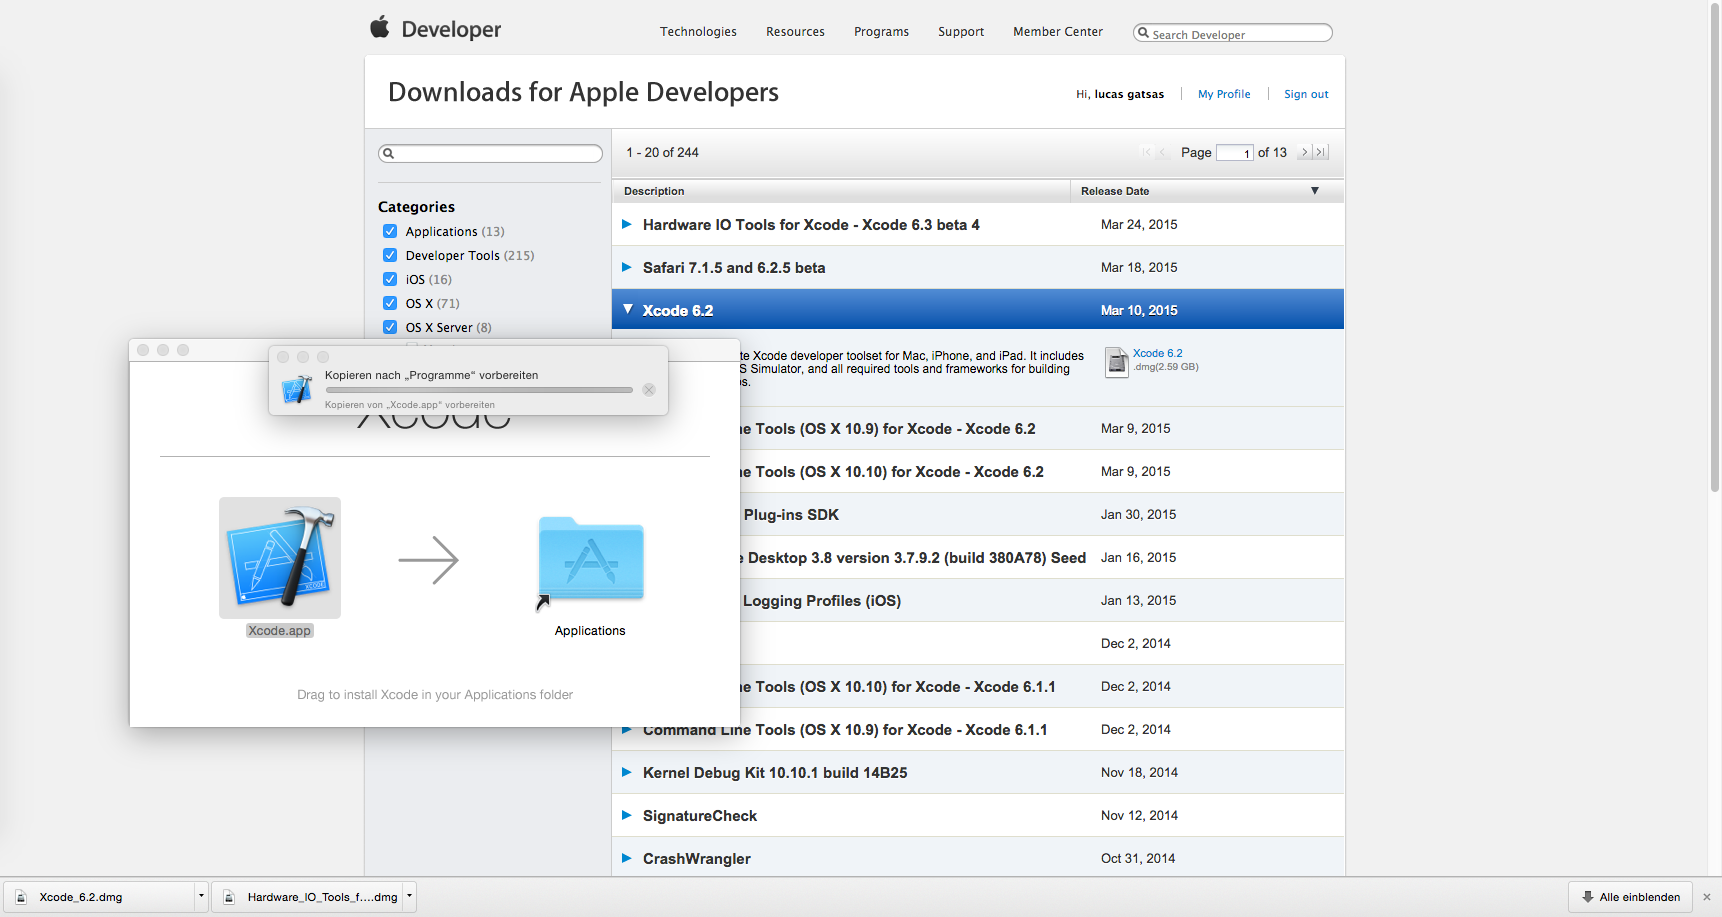 Developer
Technologies
Resources
Programs
Support
Member Center
Search Developer
Downloads for Apple Developers
Hi, lucas gatsas
My Profile
Sign out
1 - 20 of 244
Page 1 of 13
Categories
Applications (13)
Developer Tools (215)
iOS (16)
OS X (71)
OS X Server (8)
Description
Release Date
Hardware IO Tools for Xcode - Xcode 6.3 beta 4
Mar 24, 2015
Safari 7.1.5 and 6.2.5 beta
Mar 18, 2015
Xcode 6.2
Mar 10, 2015
te Xcode developer toolset for Mac, iPhone, and iPad. It includes
S Simulator, and all required tools and frameworks for building
os.
Xcode 6.2
.dmg(2.59 GB)
ne Tools (OS X 10.9) for Xcode - Xcode 6.2
Mar 9, 2015
ne Tools (OS X 10.10) for Xcode - Xcode 6.2
Mar 9, 2015
Plug-ins SDK
Jan 30, 2015
e Desktop 3.8 version 3.7.9.2 (build 380A78) Seed
Jan 16, 2015
Logging Profiles (iOS)
Jan 13, 2015
Dec 2, 2014
ne Tools (OS X 10.10) for Xcode - Xcode 6.1.1
Dec 2, 2014
Command Line Tools (OS X 10.9) for Xcode - Xcode 6.1.1
Dec 2, 2014
Kernel Debug Kit 10.10.1 build 14B25
Nov 18, 2014
SignatureCheck
Nov 12, 2014
CrashWrangler
Oct 31, 2014
Kopieren nach „Programme“ vorbereiten
Kopieren von „Xcode.app“ vorbereiten
Xcode
XCODE
Xcode.app
Applications
Drag to install Xcode in your Applications folder
Xcode_6.2.dmg
Hardware_IO_Tools_f....dmg
Alle einblenden